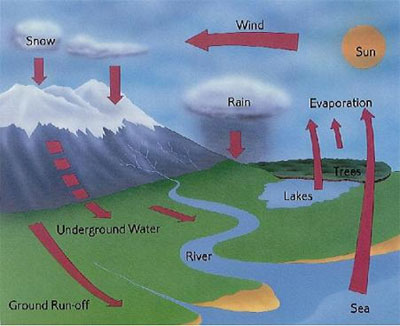 Wind
Snow
Sun
Rain
Evaporation
Trees
Lakes
Underground Water
River
Ground Run-off
Sea